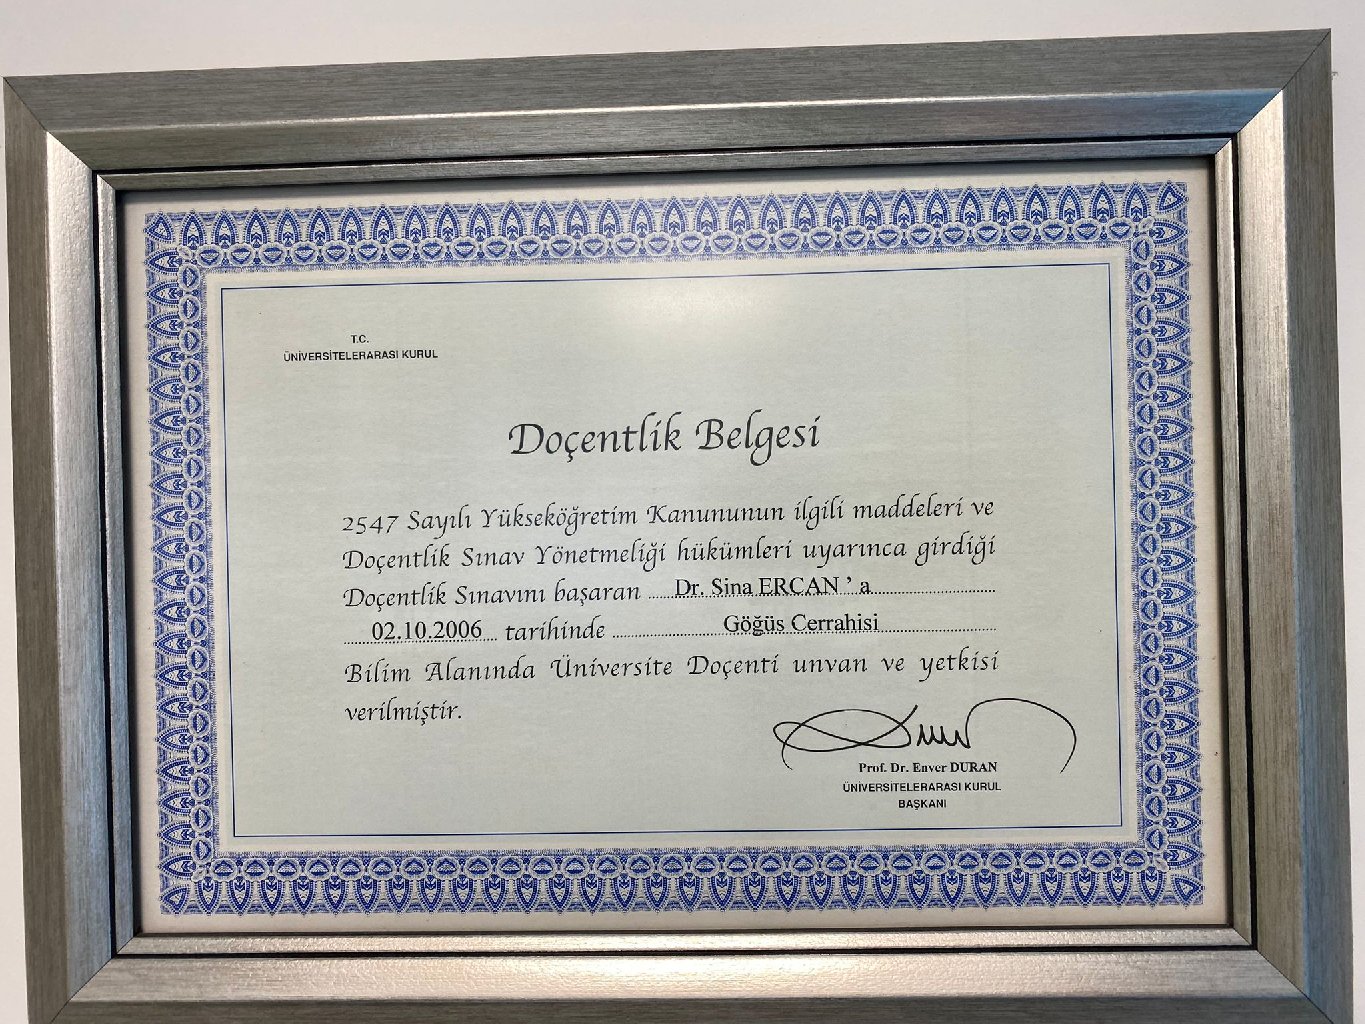 T.C.
ÜNİVERSİTELERARASI KURUL
Doçentlik Belgesi
2547 Sayılı Yükseköğretim Kanununun ilgili maddeleri ve
Doçentlik Sınav Yönetmeliği hükümleri uyarınca girdiği
Doçentlik Sınavını başaran Dr. Sina ERCAN ' a
02.10.2006 tarihinde Göğüs Cerrahisi
Bilim Alanında Üniversite Doçenti unvan ve yetkisi
verilmiştir.
Prof. Dr. Enver DURAN
ÜNİVERSİTELERARASI KURUL
BAŞKANI